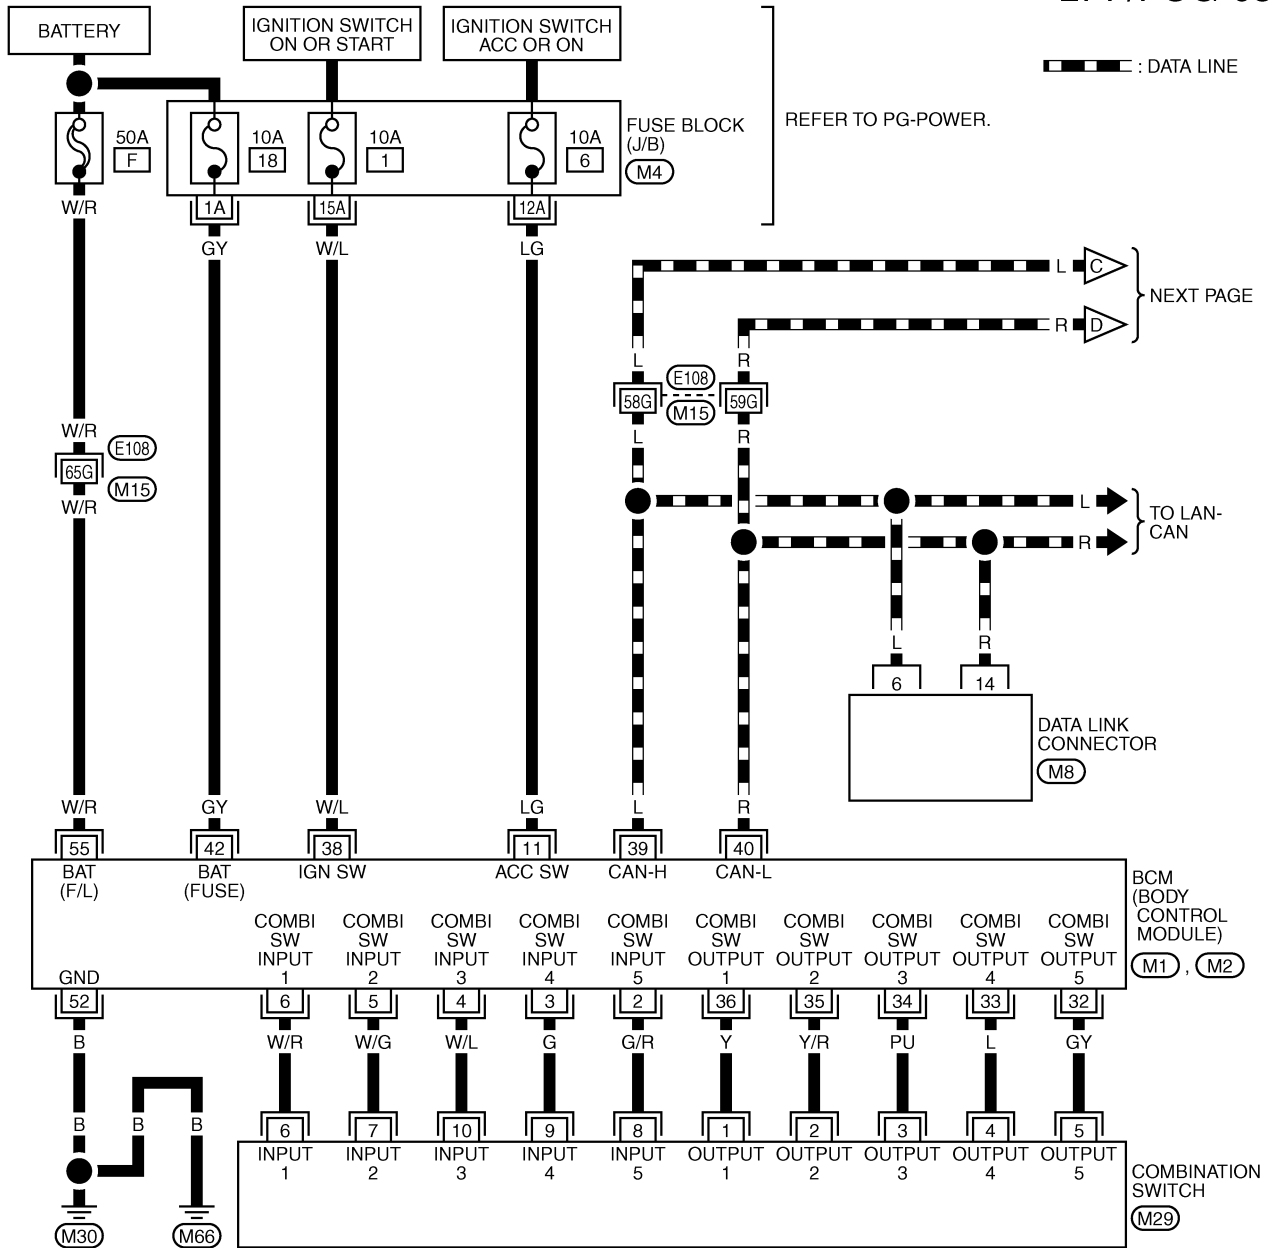 BATTERY
IGNITION SWITCH
ON OR START
IGNITION SWITCH
ACC OR ON
: DATA LINE
50A
F
10A
18
10A
1
10A
6
FUSE BLOCK
(J/B)
M4
REFER TO PG-POWER.
1A
15A
12A
W/R
GY
W/L
LG
L
C
R
D
NEXT PAGE
L
R
58G
E108
M15
59G
L
R
W/R
65G
E108
M15
W/R
L
R
TO LAN-
CAN
L
R
6
14
DATA LINK
CONNECTOR
M8
W/R
GY
W/L
LG
L
R
55
42
38
11
39
40
BAT
(F/L)
BAT
(FUSE)
IGN SW
ACC SW
CAN-H
CAN-L
BCM
(BODY
CONTROL
MODULE)
M1 , M2
COMBI
SW
INPUT
1
COMBI
SW
INPUT
2
COMBI
SW
INPUT
3
COMBI
SW
INPUT
4
COMBI
SW
INPUT
5
COMBI
SW
OUTPUT
1
COMBI
SW
OUTPUT
2
COMBI
SW
OUTPUT
3
COMBI
SW
OUTPUT
4
COMBI
SW
OUTPUT
5
GND
52
6
5
4
3
2
36
35
34
33
32
B
W/R
W/G
W/L
G
G/R
Y
Y/R
PU
L
GY
B
B
B
6
7
10
9
8
1
2
3
4
5
INPUT
1
INPUT
2
INPUT
3
INPUT
4
INPUT
5
OUTPUT
1
OUTPUT
2
OUTPUT
3
OUTPUT
4
OUTPUT
5
COMBINATION
SWITCH
M29
M30
M66